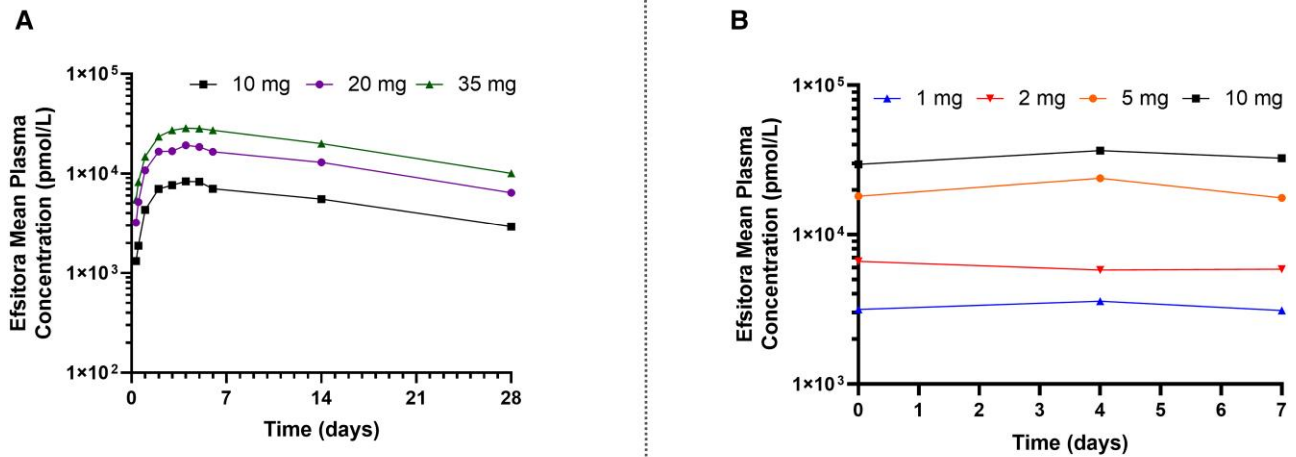 A
10 mg 20 mg 35 mg
1×10⁵
1×10⁴
1×10³
1×10²
Efsitora Mean Plasma
Concentration (pmol/L)
0 7 14 21 28
Time (days)
B
1 mg 2 mg 5 mg 10 mg
1×10⁵
1×10⁴
1×10³
Efsitora Mean Plasma
Concentration (pmol/L)
0 1 2 3 4 5 6 7
Time (days)